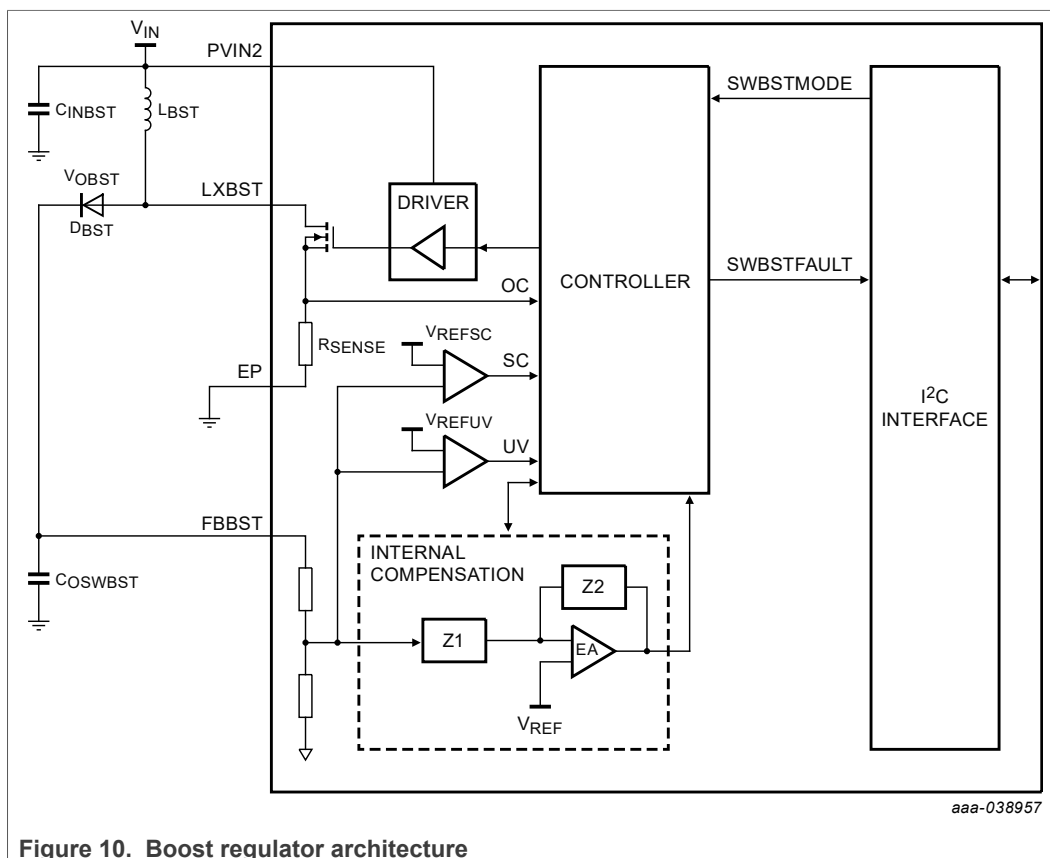 VIN
PVIN2
CINBST
LBST
VOBST
DBST
LXBST
DRIVER
CONTROLLER
SWBSTMODE
SWBSTFAULT
I2C
INTERFACE
OC
RSENSE
EP
VREFSC
SC
VREFUV
UV
FBBST
COSWBST
INTERNAL
COMPENSATION
Z2
Z1
EA
VREF
aaa-038957
Figure 10. Boost regulator architecture